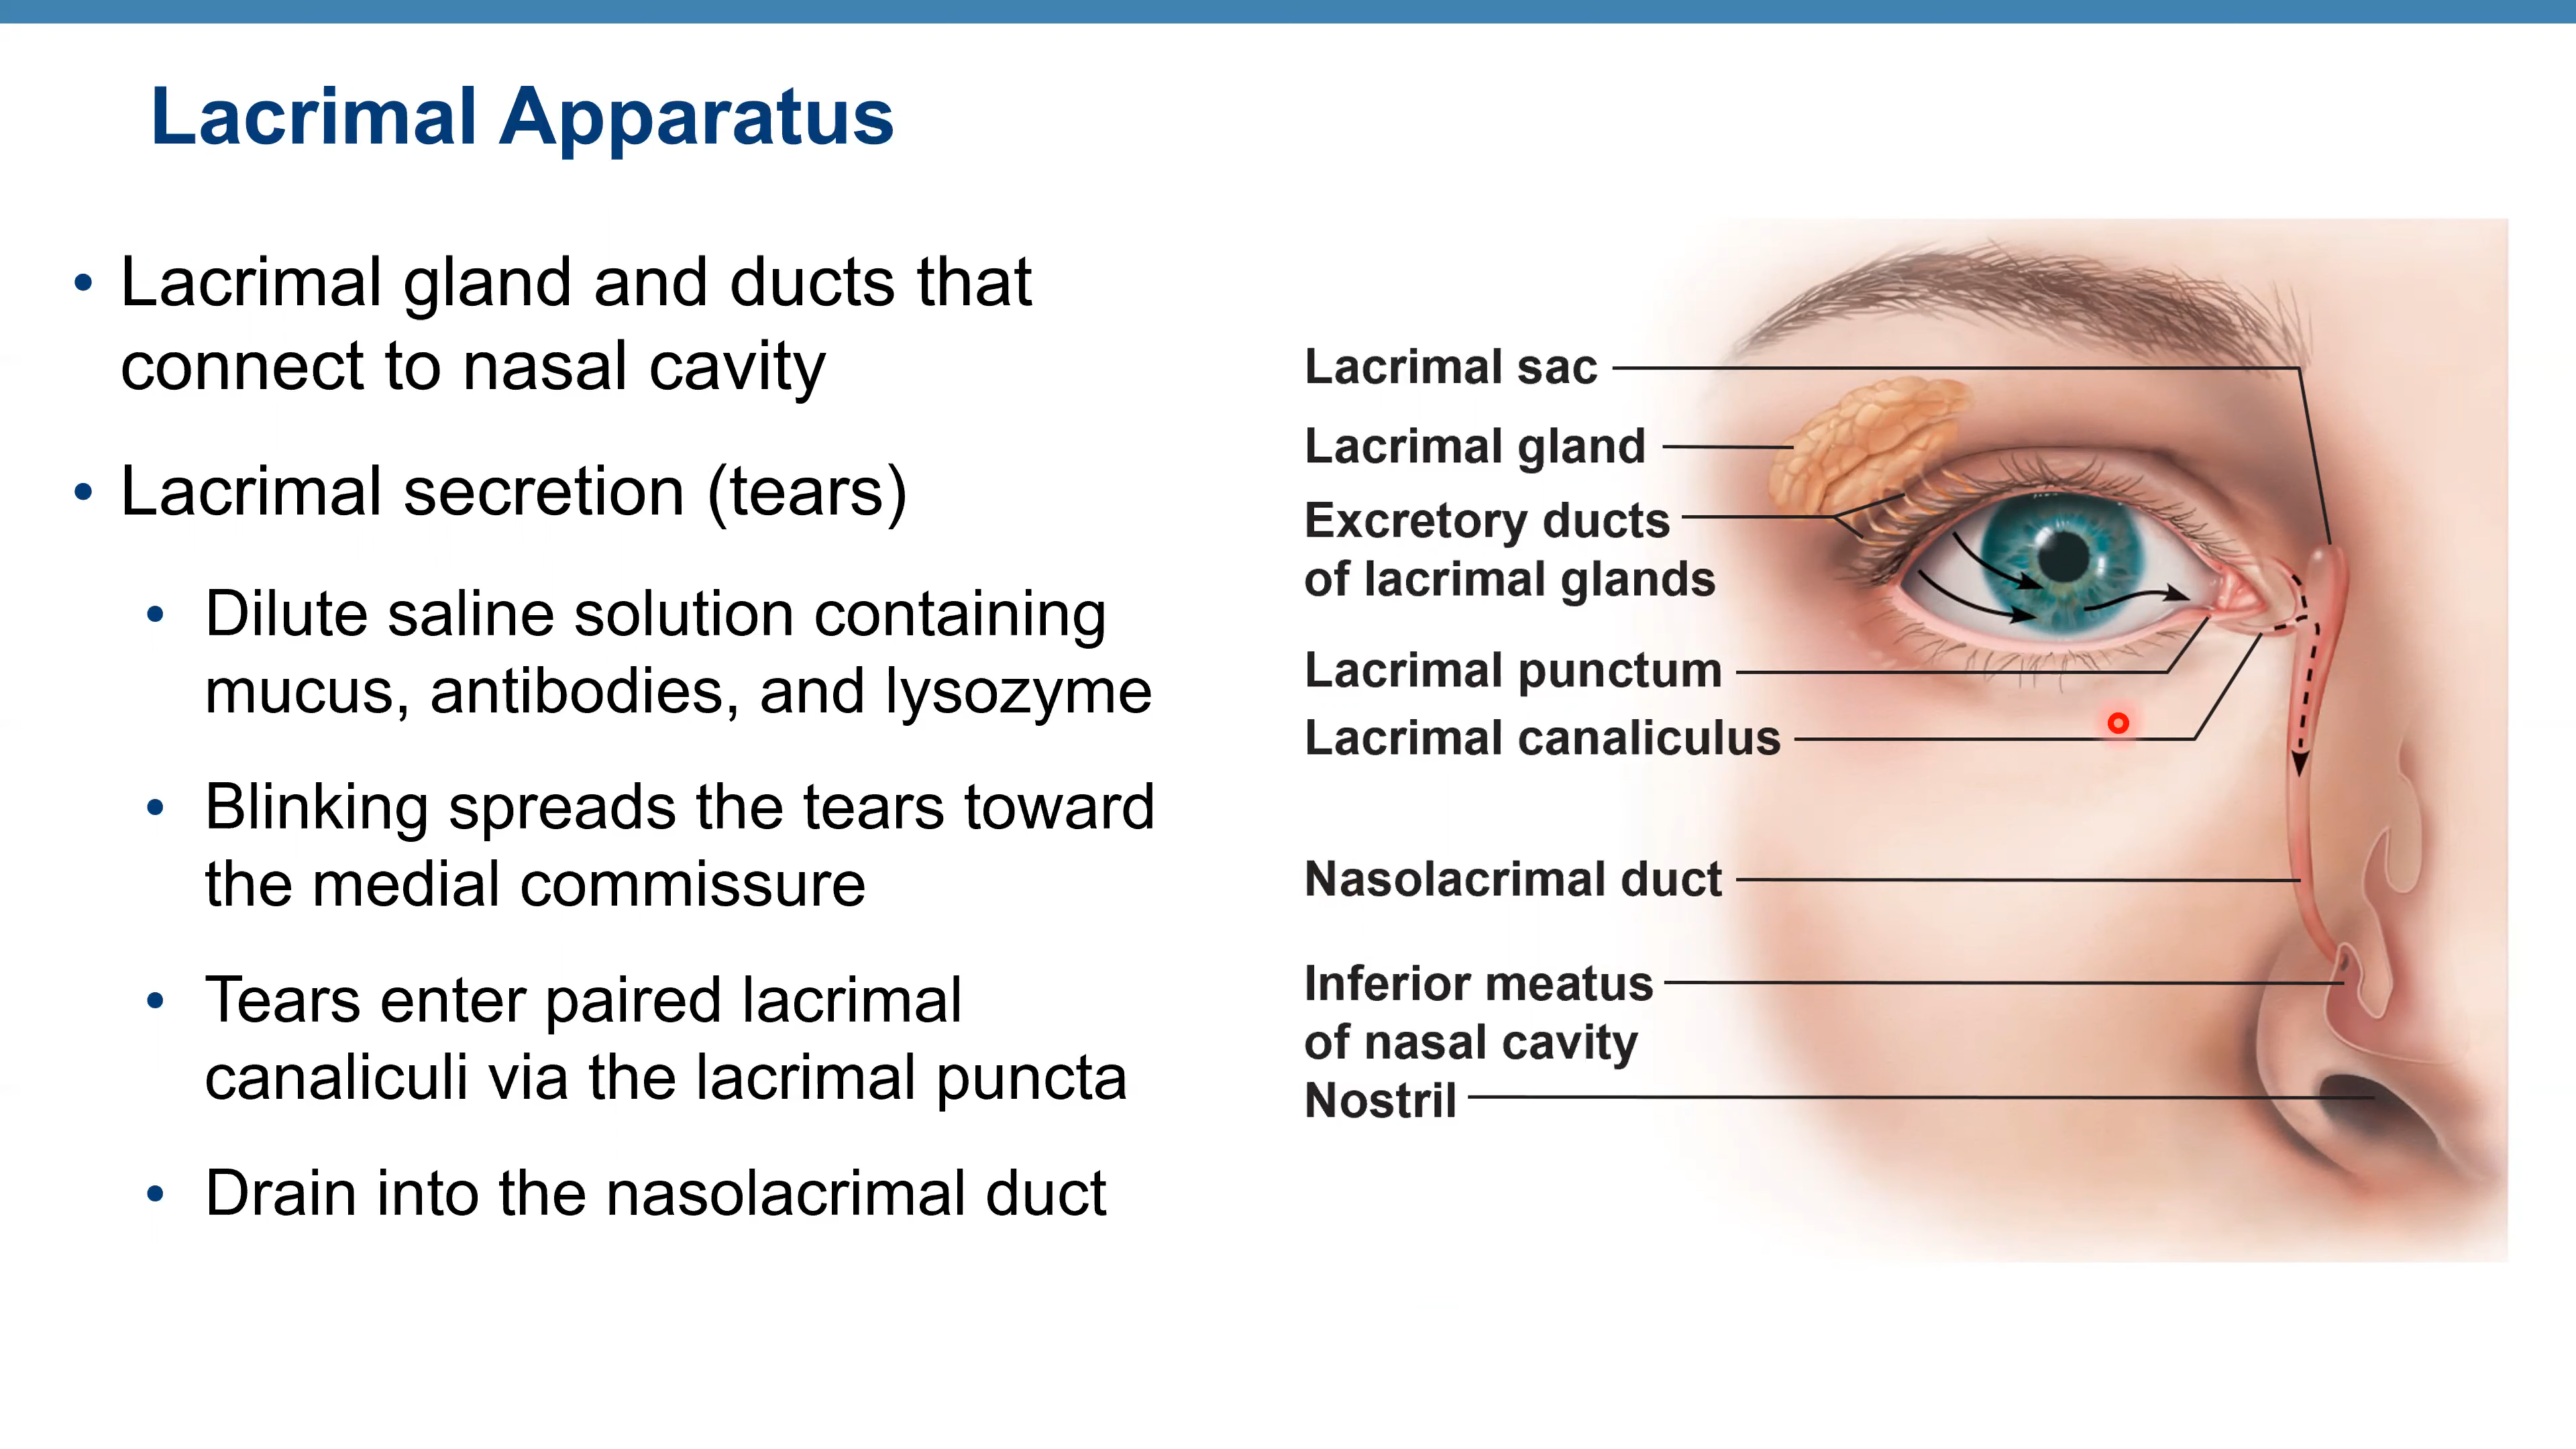 Lacrimal Apparatus
• Lacrimal gland and ducts that
connect to nasal cavity
• Lacrimal secretion (tears)
• Dilute saline solution containing
mucus, antibodies, and lysozyme
• Blinking spreads the tears toward
the medial commissure
• Tears enter paired lacrimal
canaliculi via the lacrimal puncta
• Drain into the nasolacrimal duct
Lacrimal sac
Lacrimal gland
Excretory ducts
of lacrimal glands
Lacrimal punctum
Lacrimal canaliculus
Nasolacrimal duct
Inferior meatus
of nasal cavity
Nostril